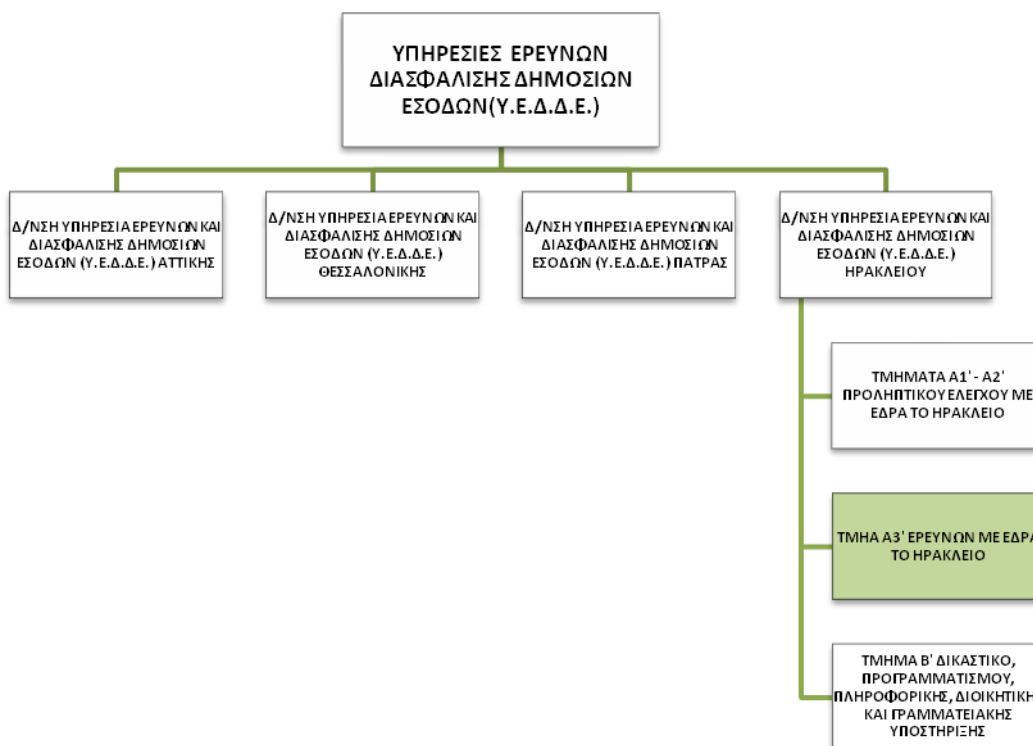 ΥΠΗΡΕΣΙΕΣ ΕΡΕΥΝΩΝ
ΔΙΑΣΦΑΛΙΣΗΣ ΔΗΜΟΣΙΩΝ
ΕΣΟΔΩΝ(Υ.Ε.Δ.Δ.Ε.)
Δ/ΝΣΗ ΥΠΗΡΕΣΙΑ ΕΡΕΥΝΩΝ ΚΑΙ
ΔΙΑΣΦΑΛΙΣΗΣ ΔΗΜΟΣΙΩΝ
ΕΣΟΔΩΝ (Υ.Ε.Δ.Δ.Ε.) ΑΤΤΙΚΗΣ
Δ/ΝΣΗ ΥΠΗΡΕΣΙΑ ΕΡΕΥΝΩΝ ΚΑΙ
ΔΙΑΣΦΑΛΙΣΗΣ ΔΗΜΟΣΙΩΝ
ΕΣΟΔΩΝ (Υ.Ε.Δ.Δ.Ε.)
ΘΕΣΣΑΛΟΝΙΚΗΣ
Δ/ΝΣΗ ΥΠΗΡΕΣΙΑ ΕΡΕΥΝΩΝ ΚΑΙ
ΔΙΑΣΦΑΛΙΣΗΣ ΔΗΜΟΣΙΩΝ
ΕΣΟΔΩΝ (Υ.Ε.Δ.Δ.Ε.) ΠΑΤΡΑΣ
Δ/ΝΣΗ ΥΠΗΡΕΣΙΑ ΕΡΕΥΝΩΝ ΚΑΙ
ΔΙΑΣΦΑΛΙΣΗΣ ΔΗΜΟΣΙΩΝ
ΕΣΟΔΩΝ (Υ.Ε.Δ.Δ.Ε.)
ΗΡΑΚΛΕΙΟΥ
ΤΜΗΜΑΤΑ Α1' - Α2'
ΠΡΟΛΗΠΤΙΚΟΥ ΕΛΕΓΧΟΥ ΜΕ
ΕΔΡΑ ΤΟ ΗΡΑΚΛΕΙΟ
ΤΜΗΑ Α3' ΕΡΕΥΝΩΝ ΜΕ ΕΔΡΑ
ΤΟ ΗΡΑΚΛΕΙΟ
ΤΜΗΜΑ Β' ΔΙΚΑΣΤΙΚΟ,
ΠΡΟΓΡΑΜΜΑΤΙΣΜΟΥ,
ΠΛΗΡΟΦΟΡΙΚΗΣ, ΔΙΟΙΚΗΤΙΚΗ
ΚΑΙ ΓΡΑΜΜΑΤΕΙΑΚΗΣ
ΥΠΟΣΤΗΡΙΞΗΣ